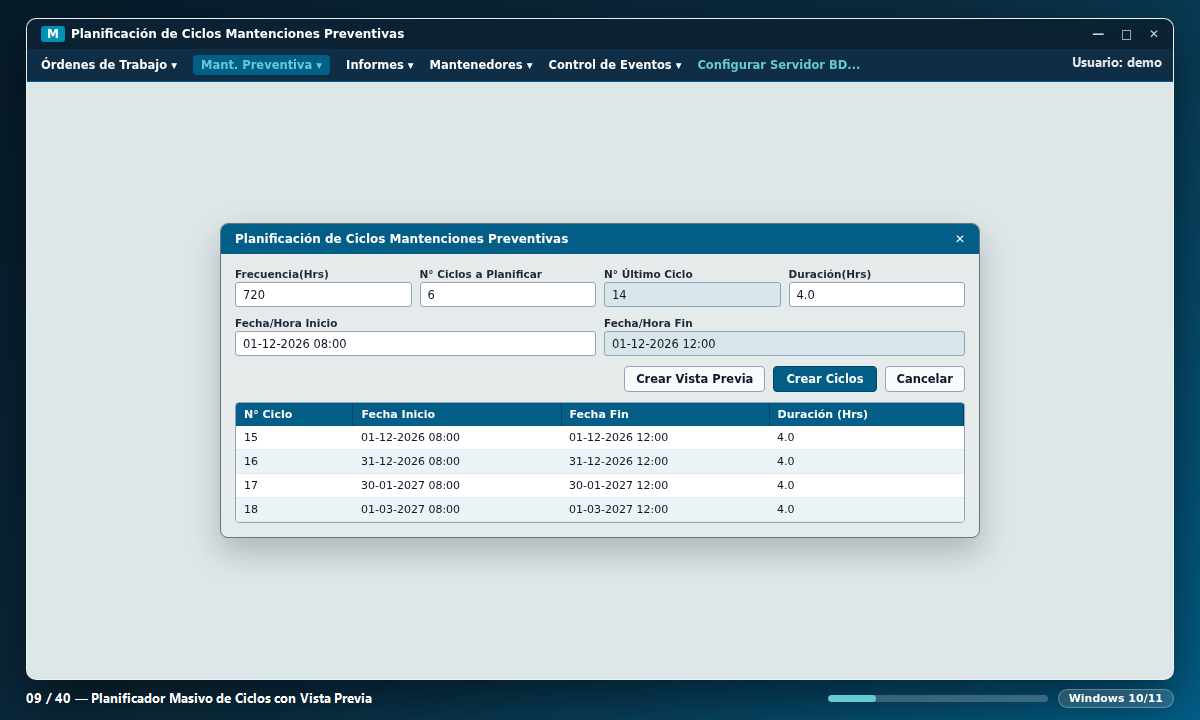 M Planificación de Ciclos Mantenciones Preventivas — □ ✕
Órdenes de Trabajo ▾ Mant. Preventiva ▾ Informes ▾ Mantenedores ▾ Control de Eventos ▾ Configurar Servidor BD... Usuario: demo
Planificación de Ciclos Mantenciones Preventivas ✕
Frecuencia(Hrs) N° Ciclos a Planificar N° Último Ciclo Duración(Hrs)
720 6 14 4.0
Fecha/Hora Inicio Fecha/Hora Fin
01-12-2026 08:00 01-12-2026 12:00
Crear Vista Previa Crear Ciclos Cancelar
N° Ciclo Fecha Inicio Fecha Fin Duración (Hrs)
15 01-12-2026 08:00 01-12-2026 12:00 4.0
16 31-12-2026 08:00 31-12-2026 12:00 4.0
17 30-01-2027 08:00 30-01-2027 12:00 4.0
18 01-03-2027 08:00 01-03-2027 12:00 4.0
09 / 40 — Planificador Masivo de Ciclos con Vista Previa Windows 10/11